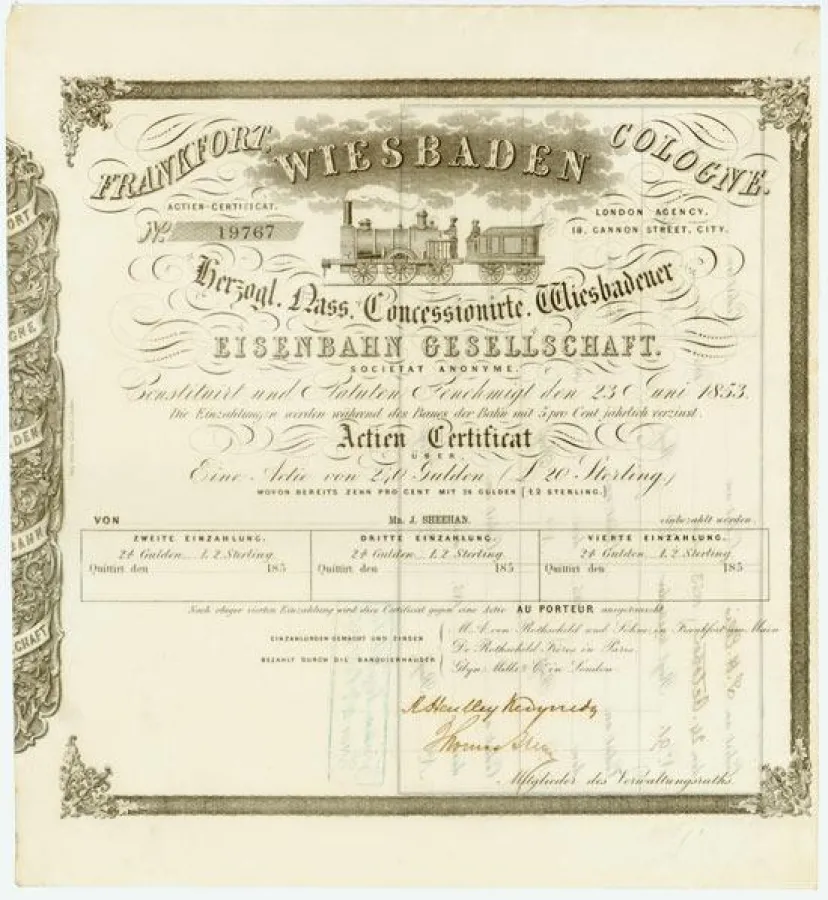 FRANKFORT, WIESBADEN COLOGNE.
ACTIEN-CERTIFICAT.
No. 19767
LONDON AGENCY,
18, CANNON STREET, CITY.
Herzogl. Nass. Concessionirte. Wiesbadener
EISENBAHN GESELLSCHAFT.
SOCIETAT ANONYME.
Constituirt und Statuten Genehmigt den 23 Juni 1853.
Die Einzahlungen werden während des Baues der Bahn mit 5 pro Cent jährlich verzinst.
Actien Certificat
ÜBER
Eine Actie von 240 Gulden (£ 20 Sterling,)
WOVON BEREITS ZEHN PRO CENT MIT 24 GULDEN (£2 STERLING.)
VON Mr. J. SHEEHAN. einbezahlt worden.
ZWEITE EINZAHLUNG.
24 Gulden L 2 Sterling
Quittirt den 185
DRITTE EINZAHLUNG.
24 Gulden L 2 Sterling
Quittirt den 185
VIERTE EINZAHLUNG.
24 Gulden L 2 Sterling
Quittirt den 185
Nach obiger vierten Einzahlung wird dies Certificat gegen eine Actie AU PORTEUR ausgetauscht.
EINZAHLUNGEN GEMACHT UND ZINSEN
BEZAHLT DURCH DIE BANQUIERHAUSER
M. A. von Rothschild und Sohne in Frankfurt am Main
De Rothschild Frères in Paris
Glyn Mills & Co. in London
Mitglieder des Verwaltungsraths.